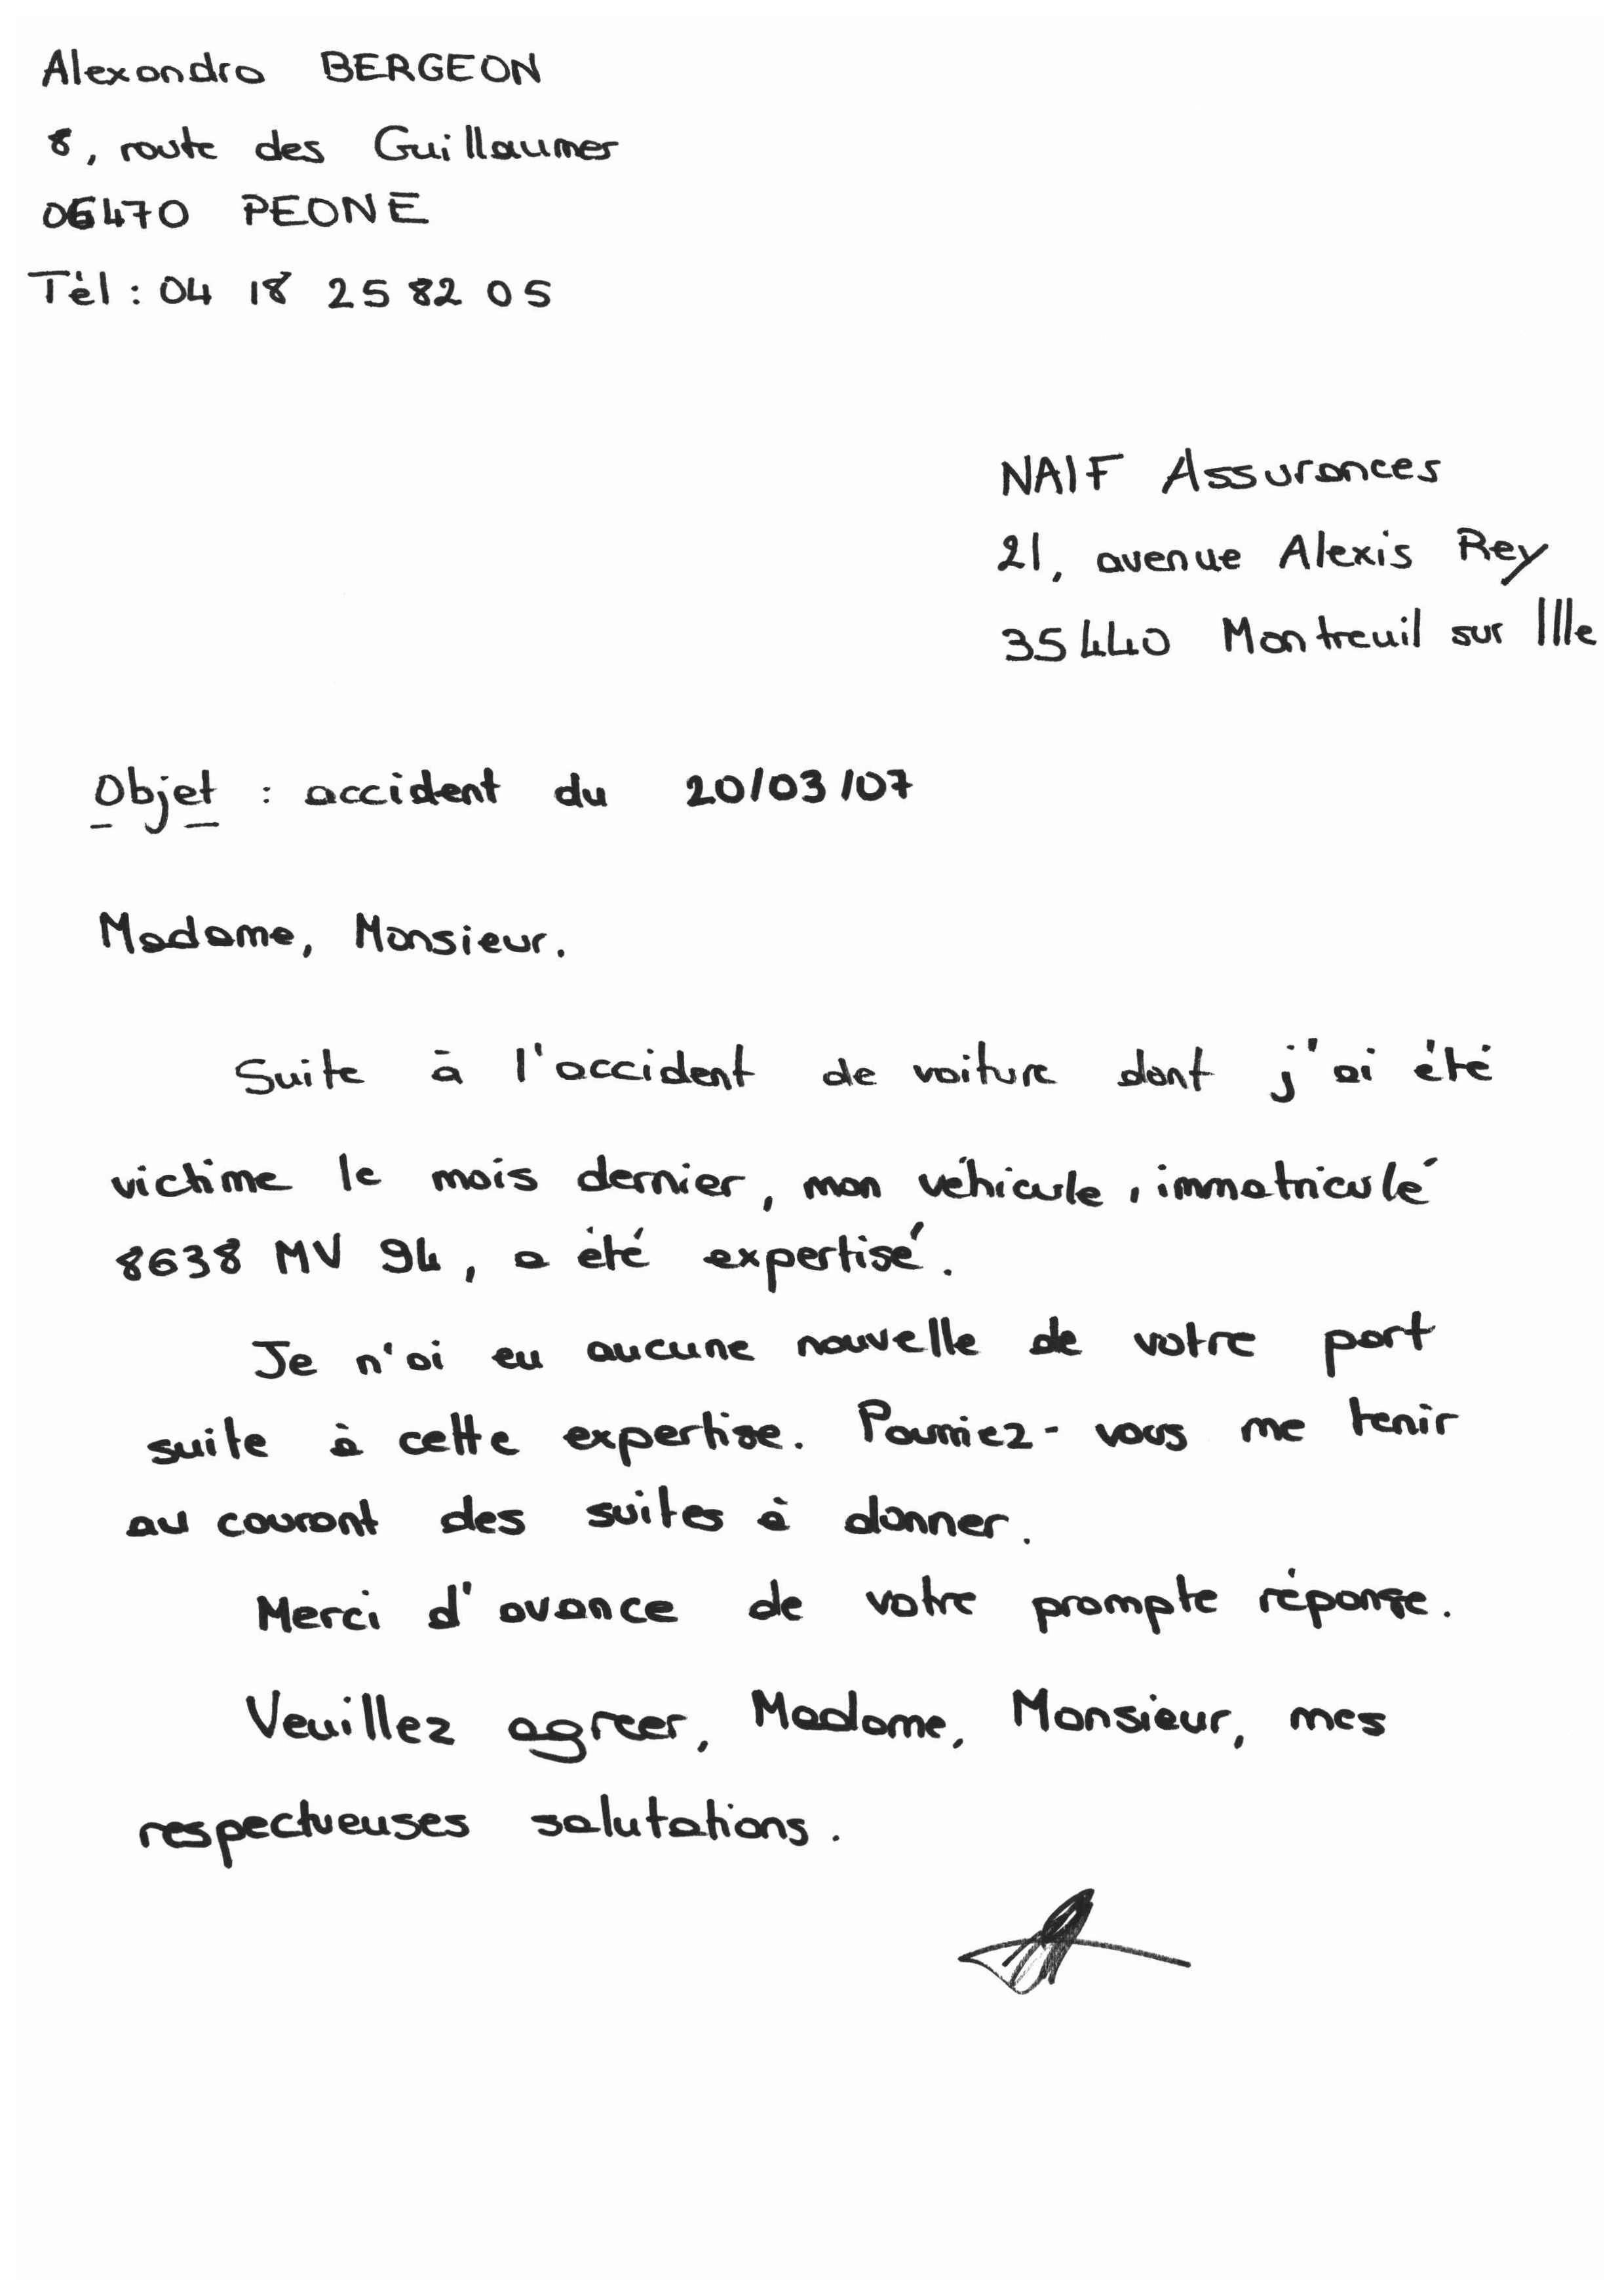 Alexandra BERGEON
8, route des Guillaumes
06470 PEONE
Tél : 04 18 25 82 05
NAIF Assurances
21, avenue Alexis Rey
35440 Montreuil sur Ille
Objet : accident du 20/03/07
Madame, Monsieur.
Suite à l'accident de voiture dont j'ai été
victime le mois dernier, mon véhicule, immatriculé
8638 MV 94, a été expertisé.
Je n'ai eu aucune nouvelle de votre part
suite à cette expertise. Pourriez-vous me tenir
au courant des suites à donner.
Merci d'avance de votre prompte réponse.
Veuillez agreer, Madame, Monsieur, mes
respectueuses salutations.